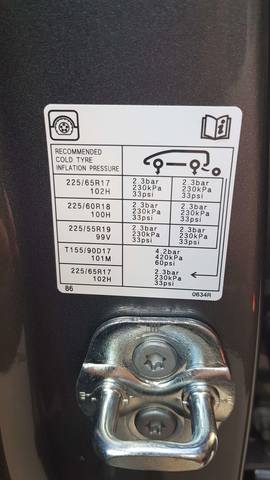 RECOMMENDED
COLD TYRE
INFLATION PRESSURE
225/65R17
102H
2.3bar
230kPa
33psi
2.3bar
230kPa
33psi
225/60R18
100H
2.3bar
230kPa
33psi
2.3bar
230kPa
33psi
225/55R19
99V
2.3bar
230kPa
33psi
2.3bar
230kPa
33psi
T155/90D17
101M
4.2bar
420kPa
60psi
225/65R17
102H
2.3bar
230kPa
33psi
86
0634R